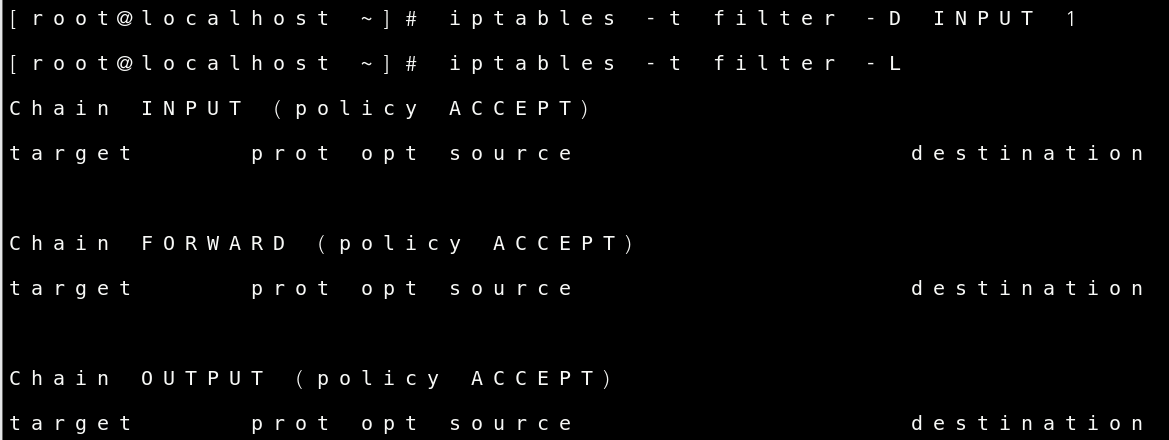 [root@localhost ~]# iptables -t filter -D INPUT 1
[root@localhost ~]# iptables -t filter -L
Chain INPUT (policy ACCEPT)
target     prot opt source               destination
Chain FORWARD (policy ACCEPT)
target     prot opt source               destination
Chain OUTPUT (policy ACCEPT)
target     prot opt source               destination